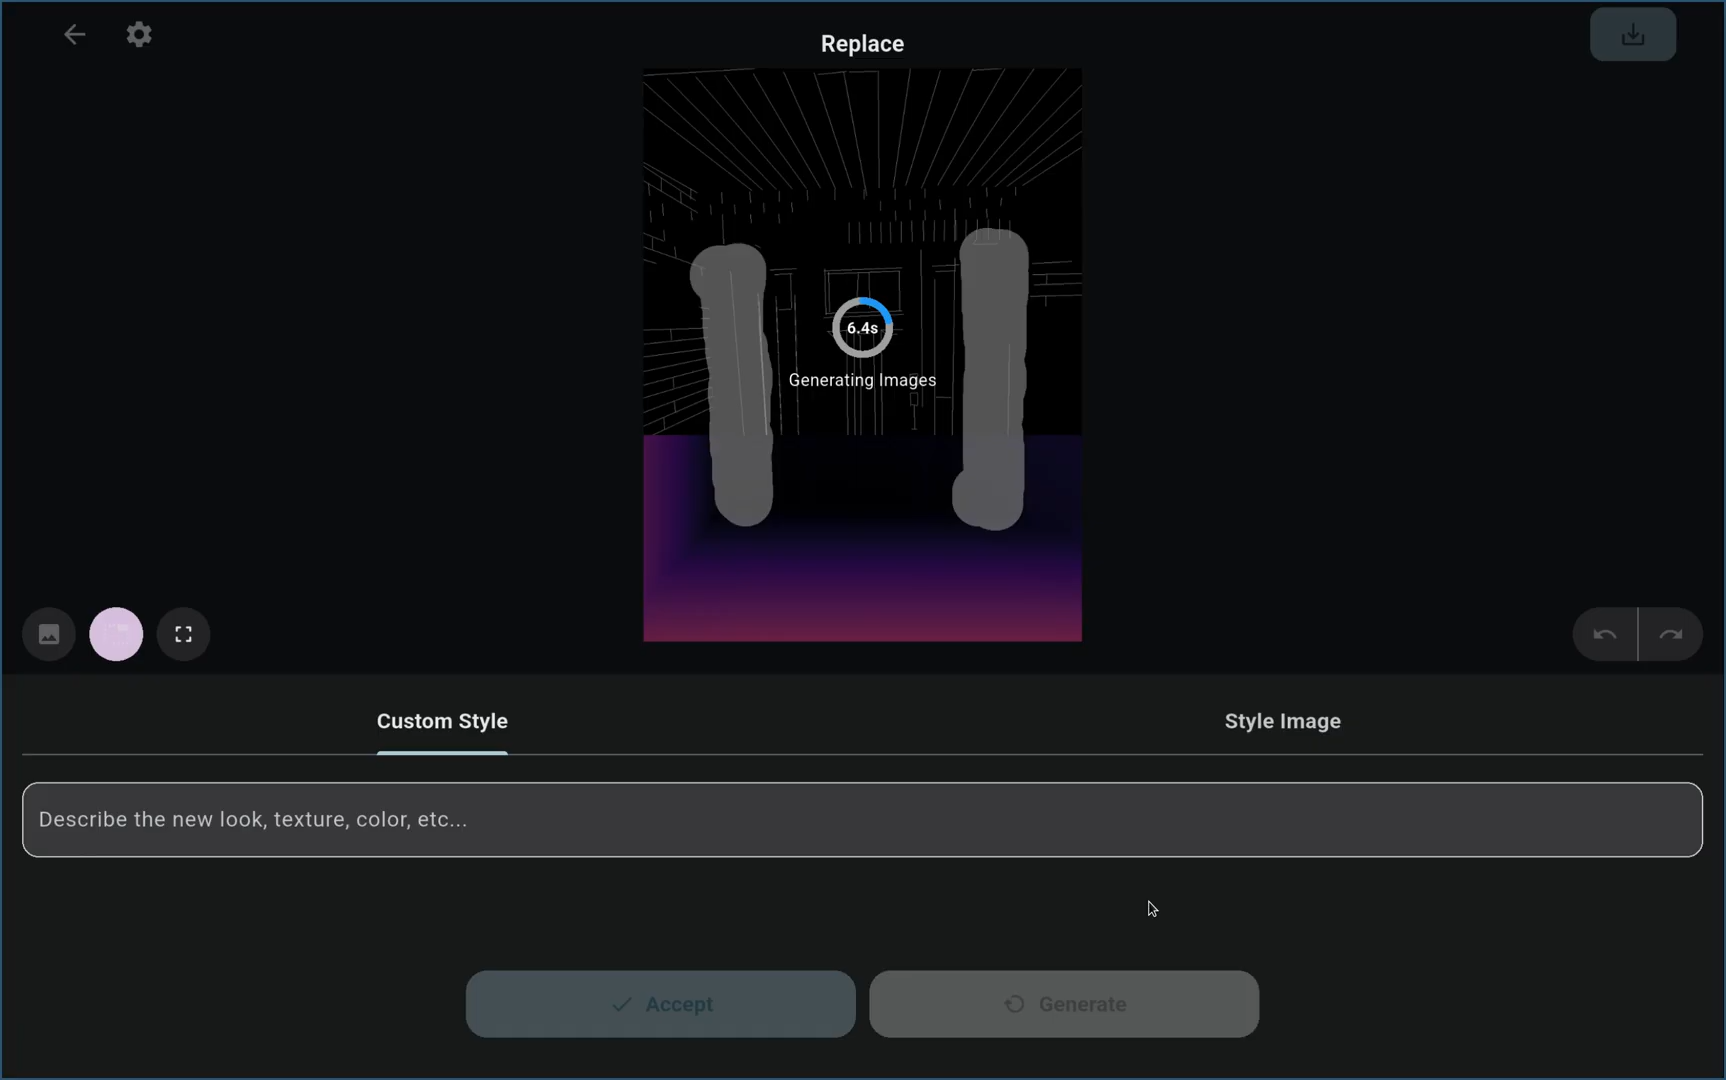 Replace
6.4s
Generating Images
Custom Style
Style Image
Describe the new look, texture, color, etc...
Accept
Generate